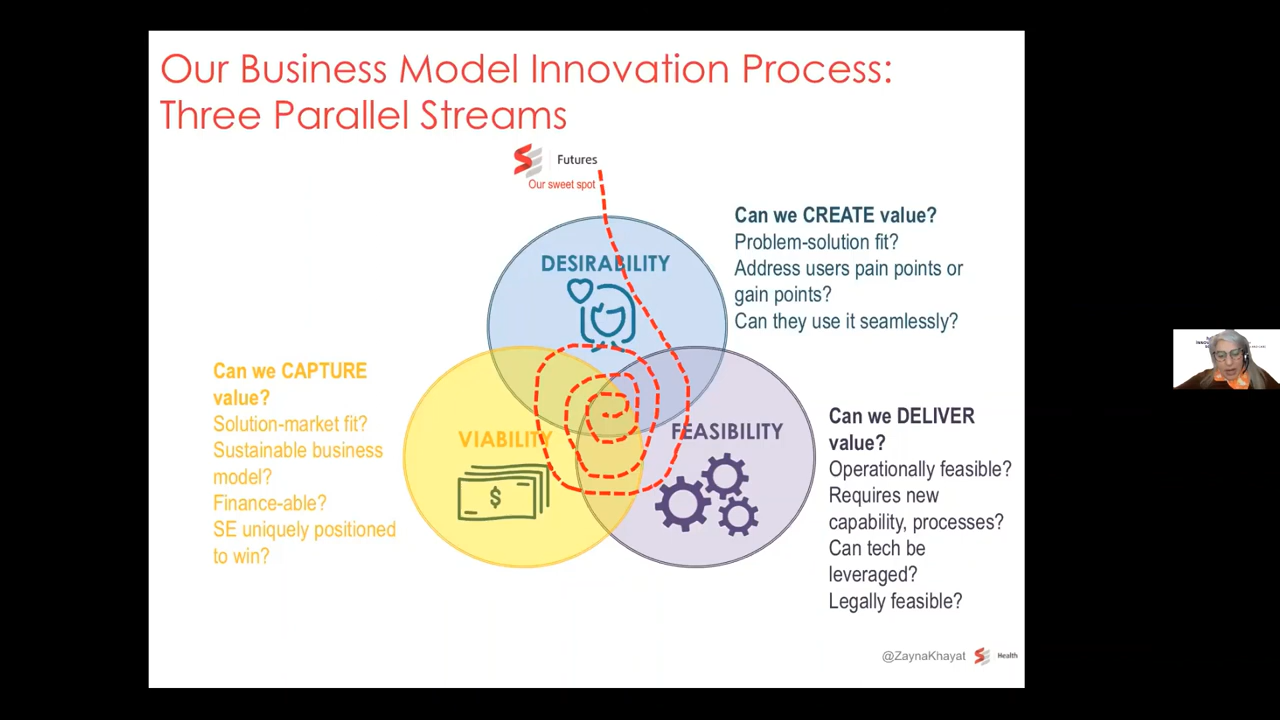 Our Business Model Innovation Process:
Three Parallel Streams
SE Futures
Our sweet spot
DESIRABILITY
Can we CREATE value?
Problem-solution fit?
Address users pain points or
gain points?
Can they use it seamlessly?
Can we CAPTURE
value?
Solution-market fit?
Sustainable business
model?
Finance-able?
SE uniquely positioned
to win?
VIABILITY
$
FEASIBILITY
Can we DELIVER
value?
Operationally feasible?
Requires new
capability, processes?
Can tech be
leveraged?
Legally feasible?
@ZaynaKhayat SE Health